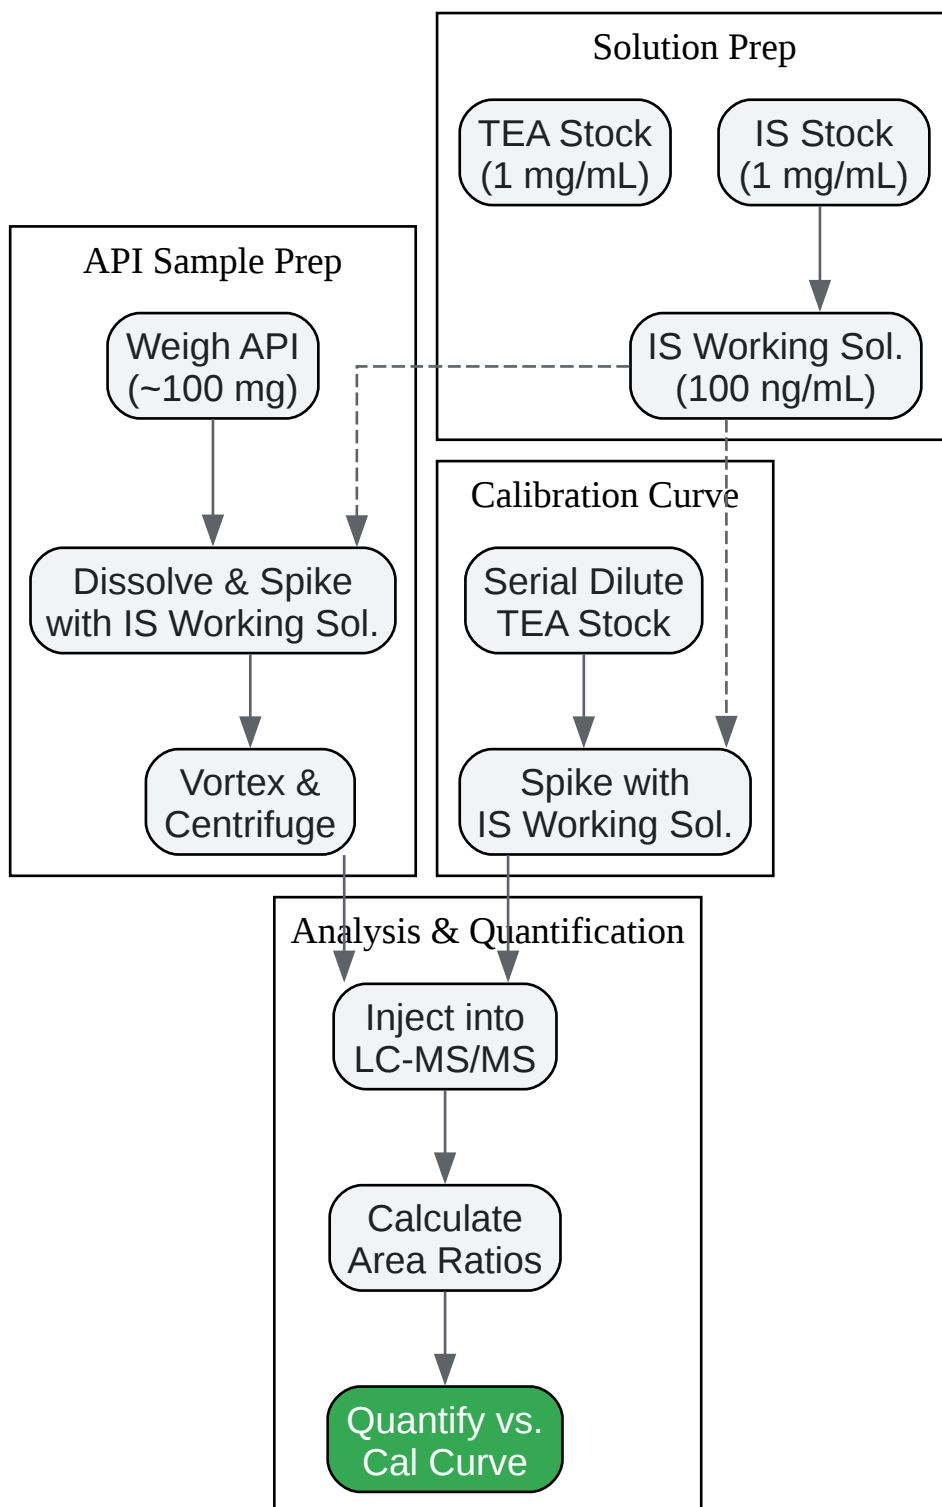 Solution Prep
TEA Stock
(1 mg/mL)
IS Stock
(1 mg/mL)
IS Working Sol.
(100 ng/mL)
API Sample Prep
Weigh API
(~100 mg)
Dissolve & Spike
with IS Working Sol.
Vortex &
Centrifuge
Calibration Curve
Serial Dilute
TEA Stock
Spike with
IS Working Sol.
Analysis & Quantification
Inject into
LC-MS/MS
Calculate
Area Ratios
Quantify vs.
Cal Curve